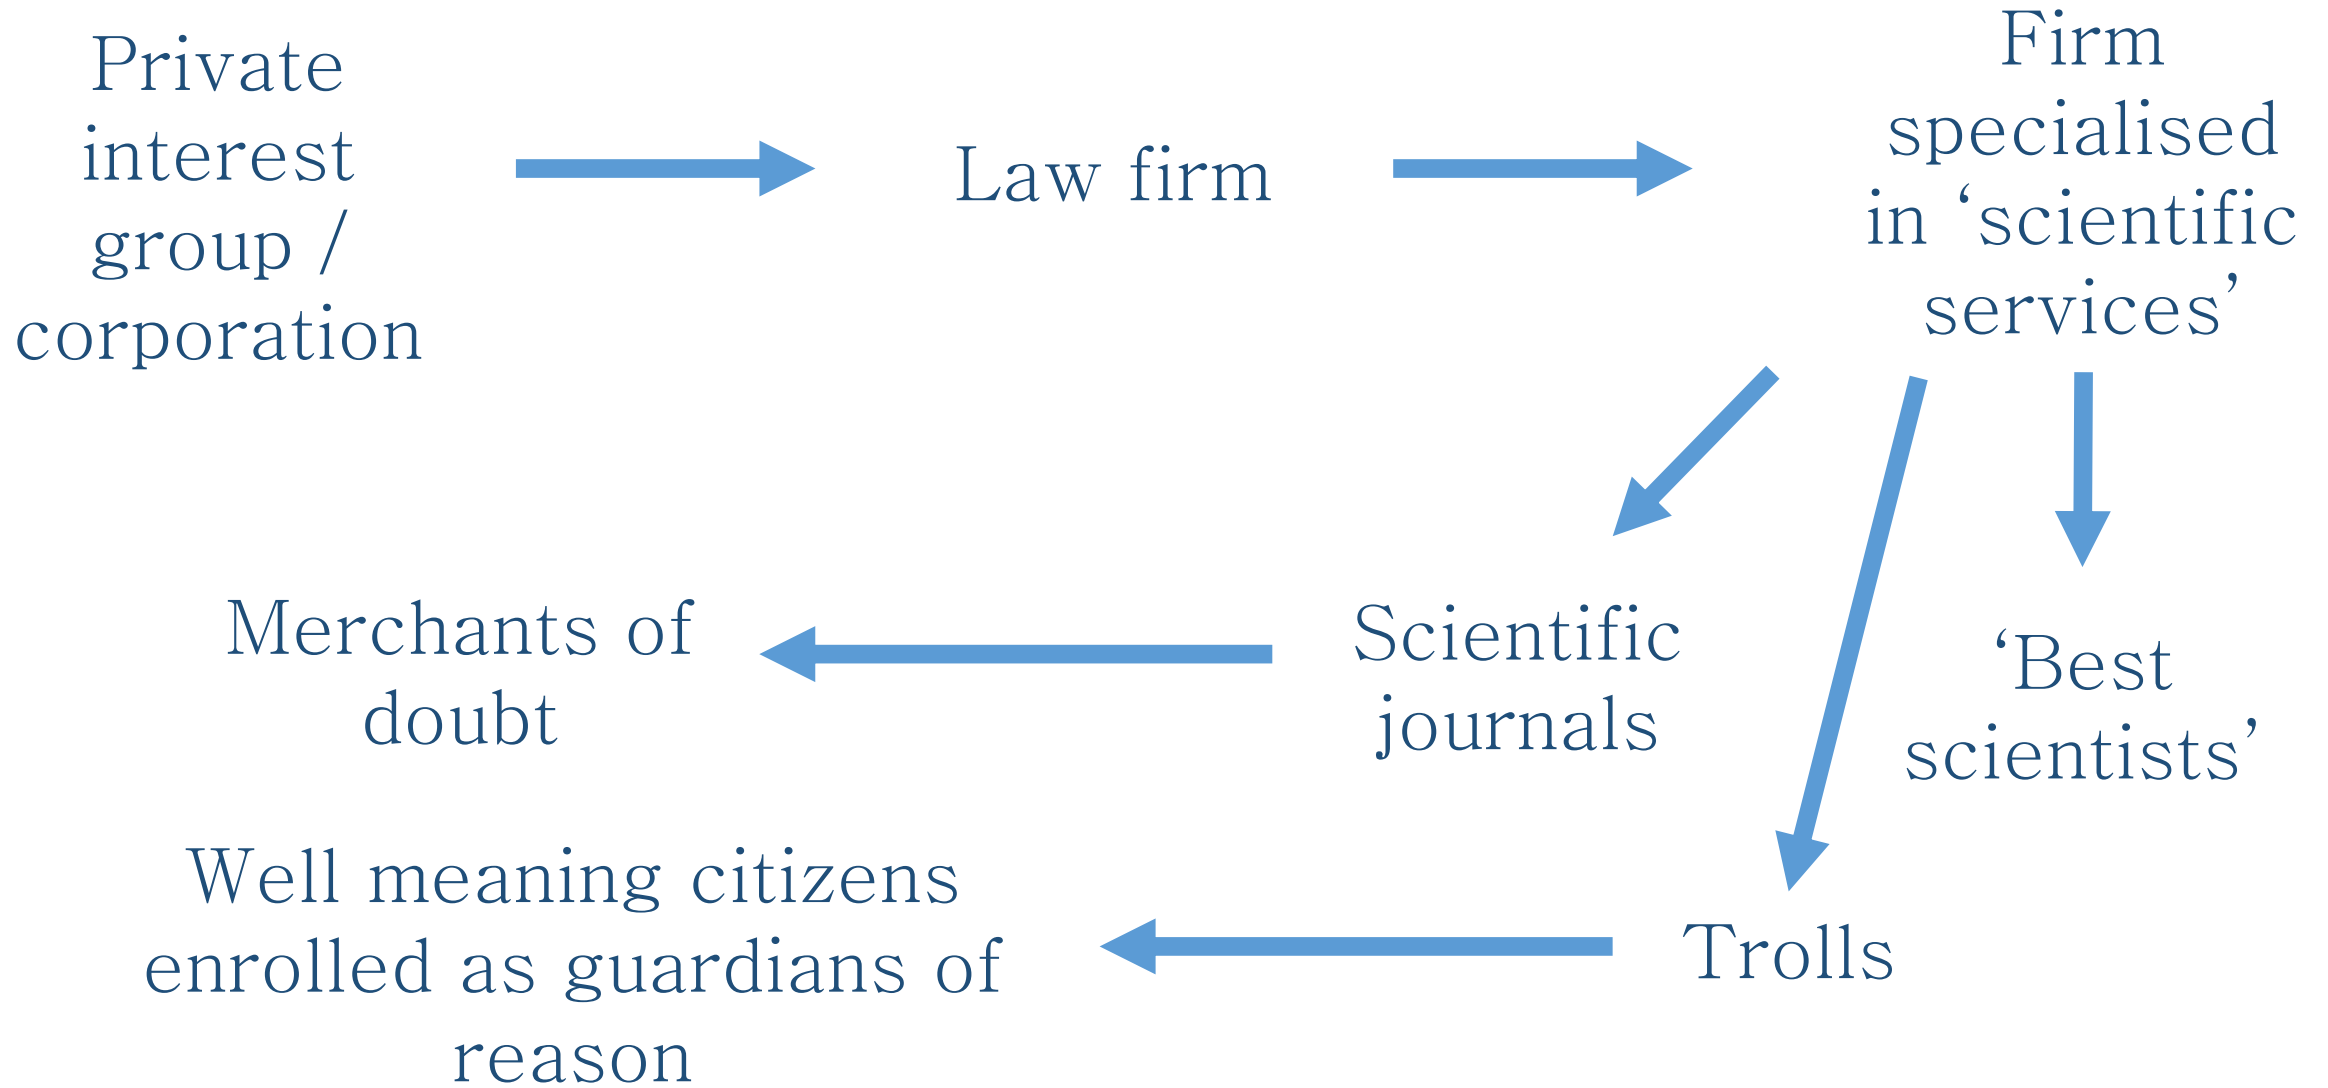 Private
interest
group /
corporation
Law firm
Firm
specialised
in ‘scientific
services’
Merchants of
doubt
Scientific
journals
‘Best
scientists’
Well meaning citizens
enrolled as guardians of
reason
Trolls